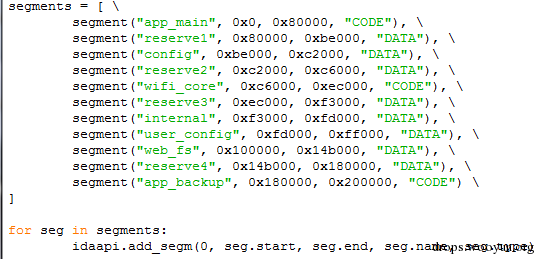 segments = [ \
segment("app_main", 0x0, 0x80000, "CODE"), \
segment("reserve1", 0x80000, 0xbe000, "DATA"), \
segment("config", 0xbe000, 0xc2000, "DATA"), \
segment("reserve2", 0xc2000, 0xc6000, "DATA"), \
segment("wifi_core", 0xc6000, 0xec000, "CODE"), \
segment("reserve3", 0xec000, 0xf3000, "DATA"), \
segment("internal", 0xf3000, 0xfd000, "DATA"), \
segment("user_config", 0xfd000, 0xff000, "DATA"), \
segment("web_fs", 0x100000, 0x14b000, "DATA"), \
segment("reserve4", 0x14b000, 0x180000, "DATA"), \
segment("app_backup", 0x180000, 0x200000, "CODE") \
]
for seg in segments:
idaapi.add_segm(0, seg.start, seg.end, seg.name, seg.type)
drops.wooyun.org